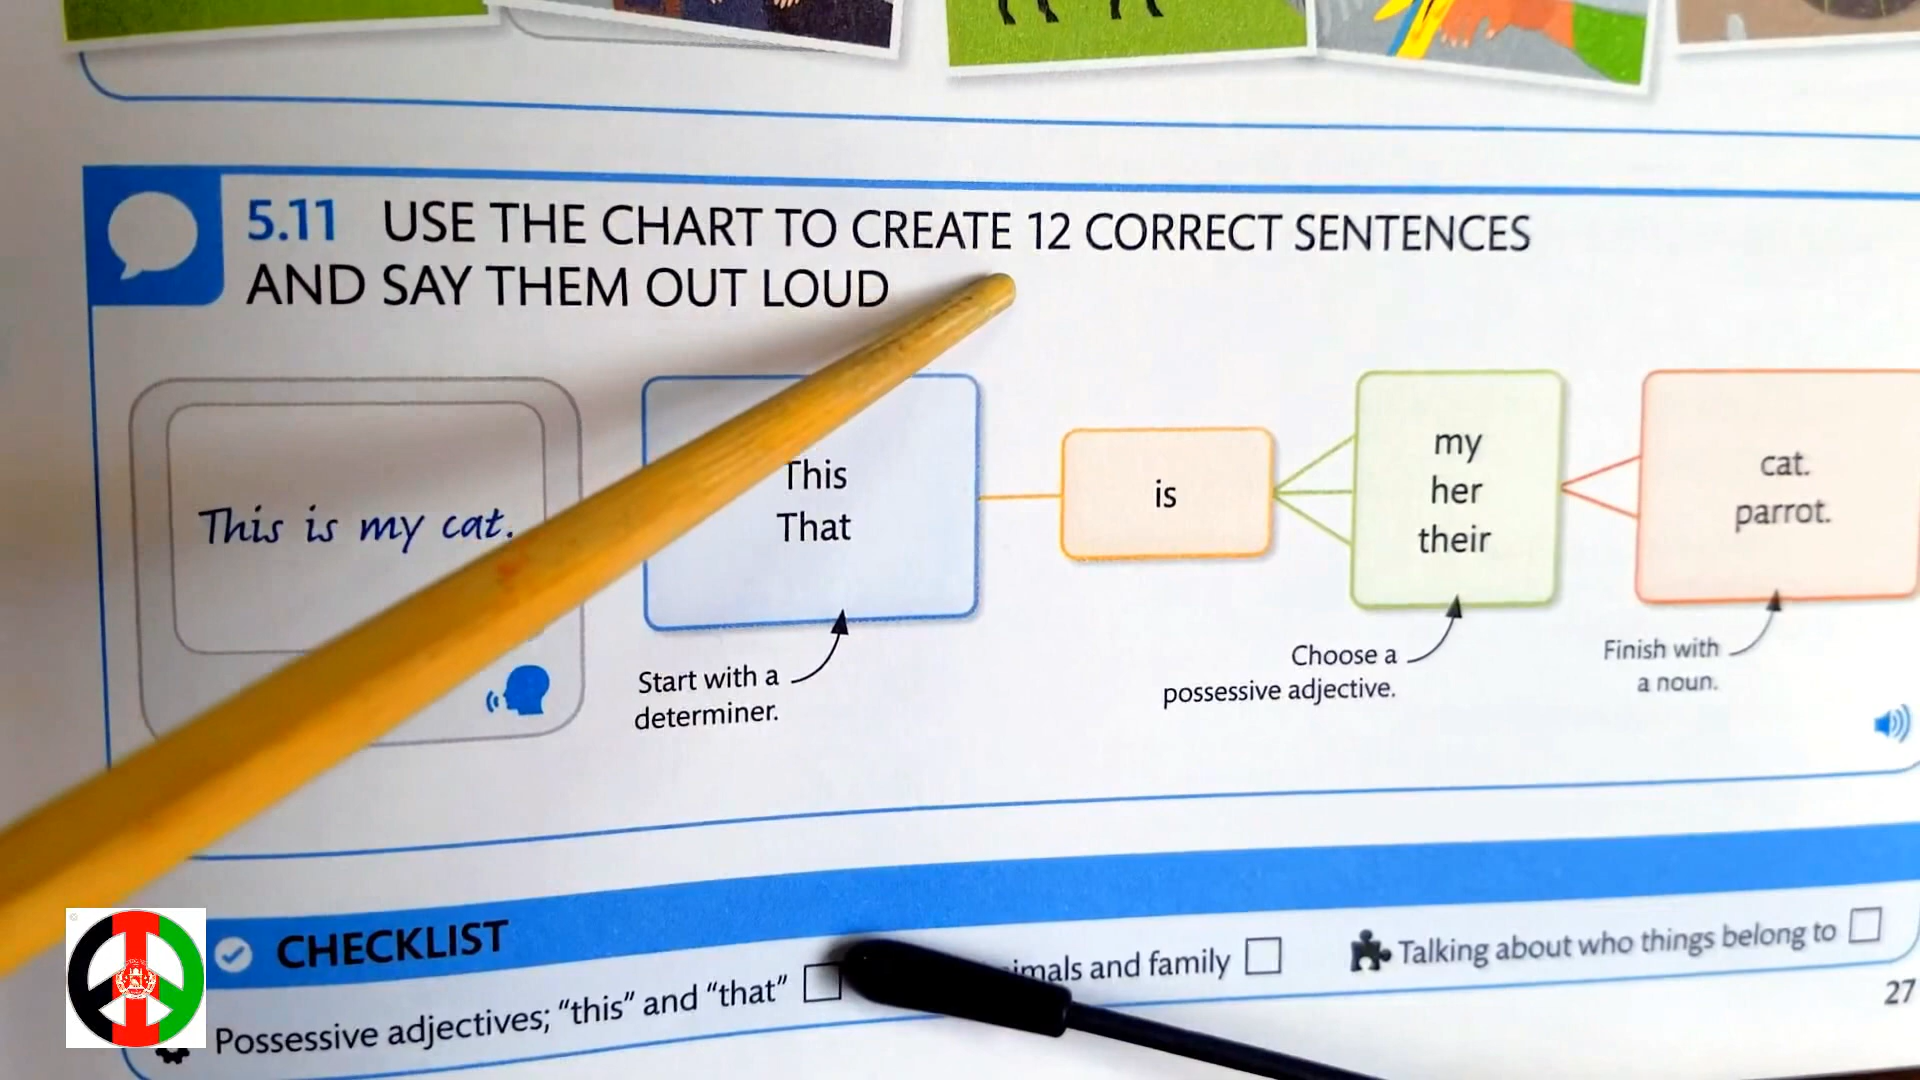 5.11 USE THE CHART TO CREATE 12 CORRECT SENTENCES
AND SAY THEM OUT LOUD
This is my cat.
This
That
is
my
her
their
cat.
parrot.
Start with a
determiner.
Choose a
possessive adjective.
Finish with
a noun.
CHECKLIST
Possessive adjectives; “this” and “that”
and family
Talking about who things belong to
27